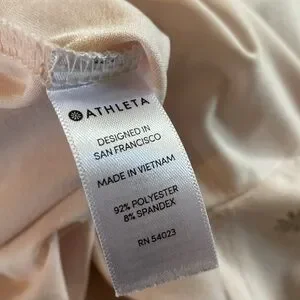 ATHLETA
DESIGNED IN
SAN FRANCISCO
MADE IN VIETNAM
92% POLYESTER
8% SPANDEX
RN 54023